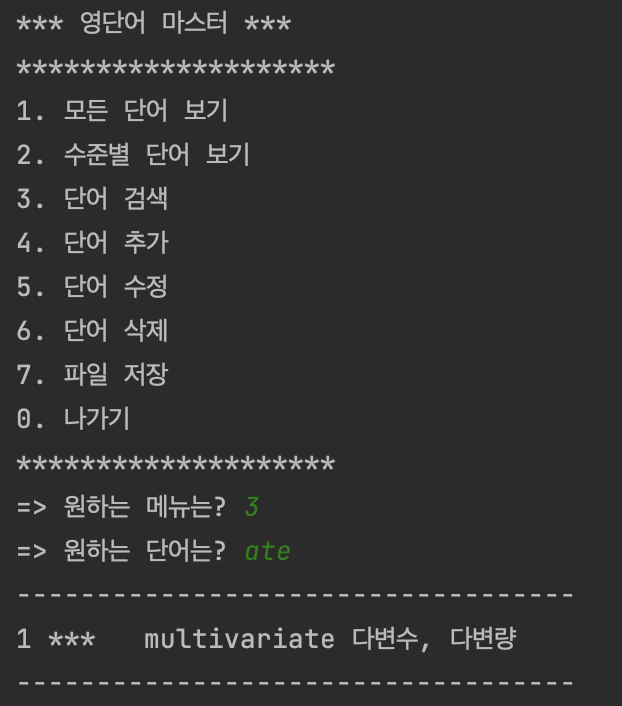 *** 영단어 마스터 ***
********************
1. 모든 단어 보기
2. 수준별 단어 보기
3. 단어 검색
4. 단어 추가
5. 단어 수정
6. 단어 삭제
7. 파일 저장
0. 나가기
********************
=> 원하는 메뉴는? 3
=> 원하는 단어는? ate
-----------------------------------
1 ***   multivariate 다변수, 다변량
-----------------------------------